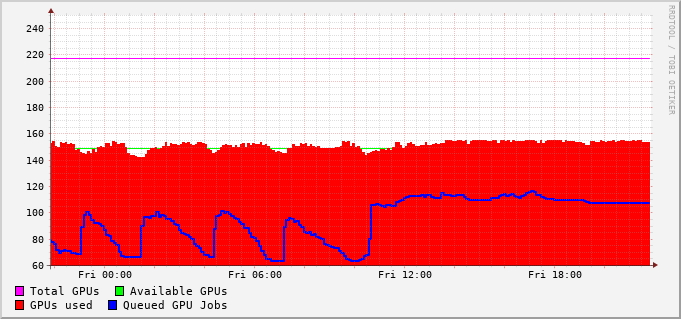 240
220
200
180
160
140
120
100
80
60
Fri 00:00 Fri 06:00 Fri 12:00 Fri 18:00
Total GPUs Available GPUs
GPUs used Queued GPU Jobs
RRDTOOL / TOBI OETIKER